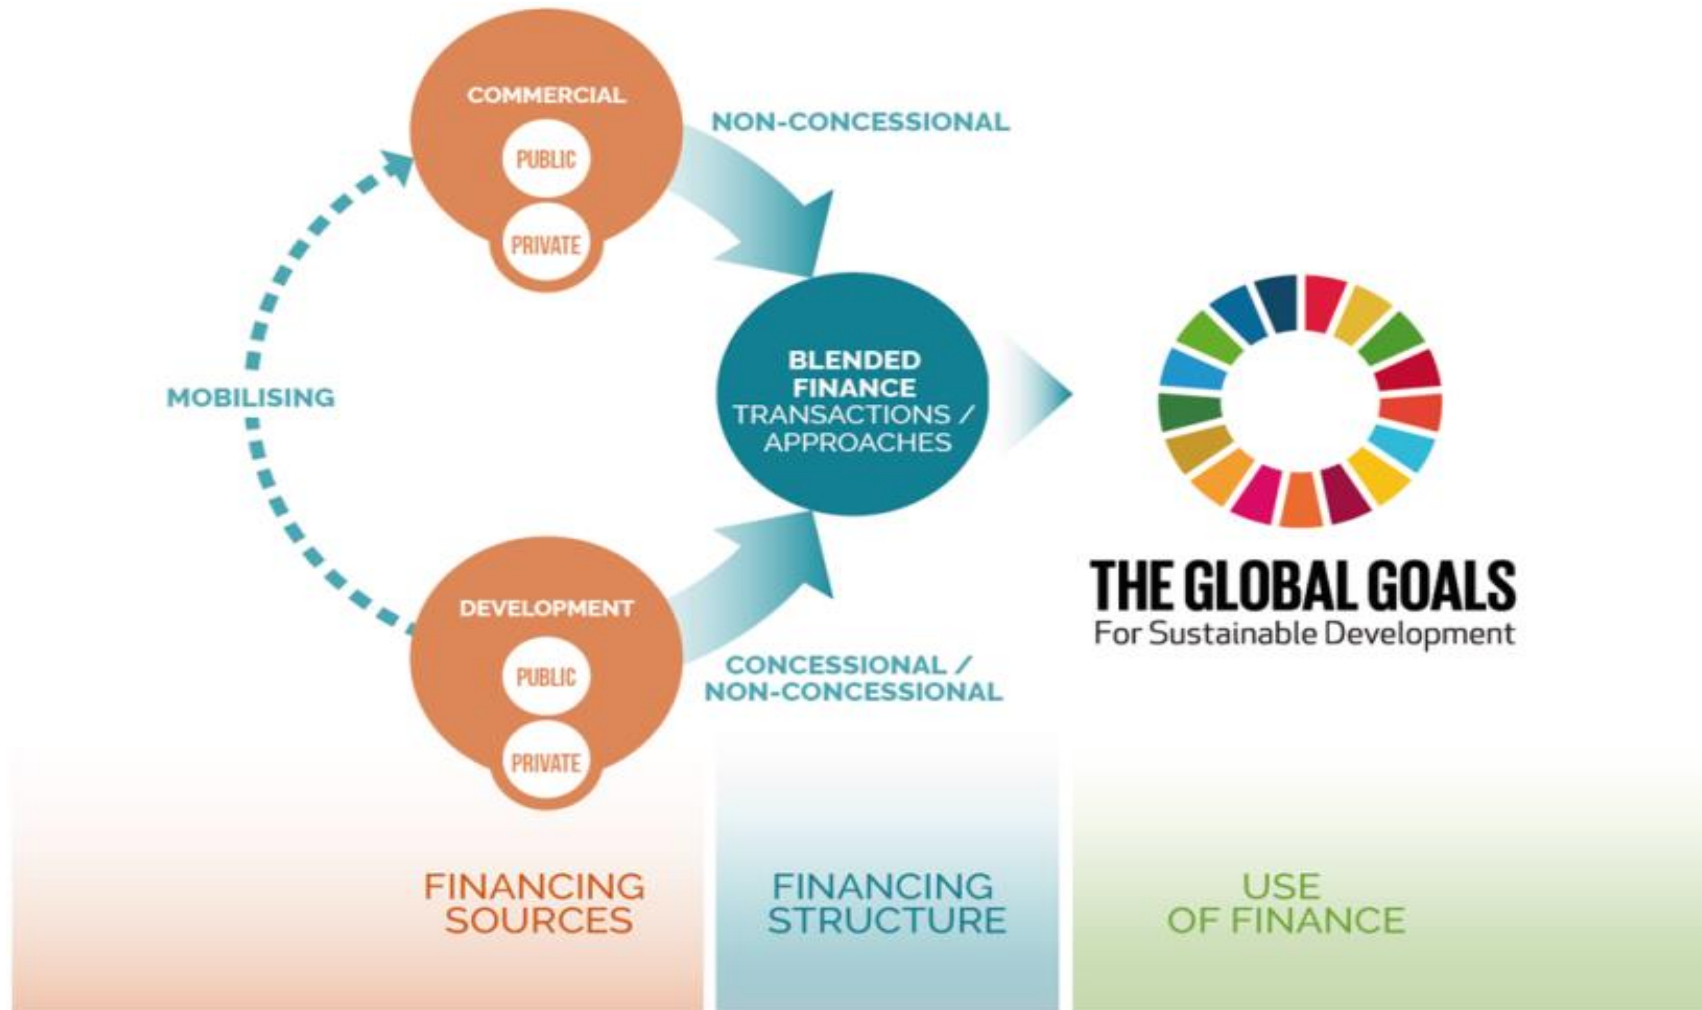 COMMERCIAL
PUBLIC
PRIVATE
NON-CONCESSIONAL
MOBILISING
BLENDED
FINANCE
TRANSACTIONS /
APPROACHES
DEVELOPMENT
PUBLIC
PRIVATE
CONCESSIONAL /
NON-CONCESSIONAL
THE GLOBAL GOALS
For Sustainable Development
FINANCING
SOURCES
FINANCING
STRUCTURE
USE
OF FINANCE